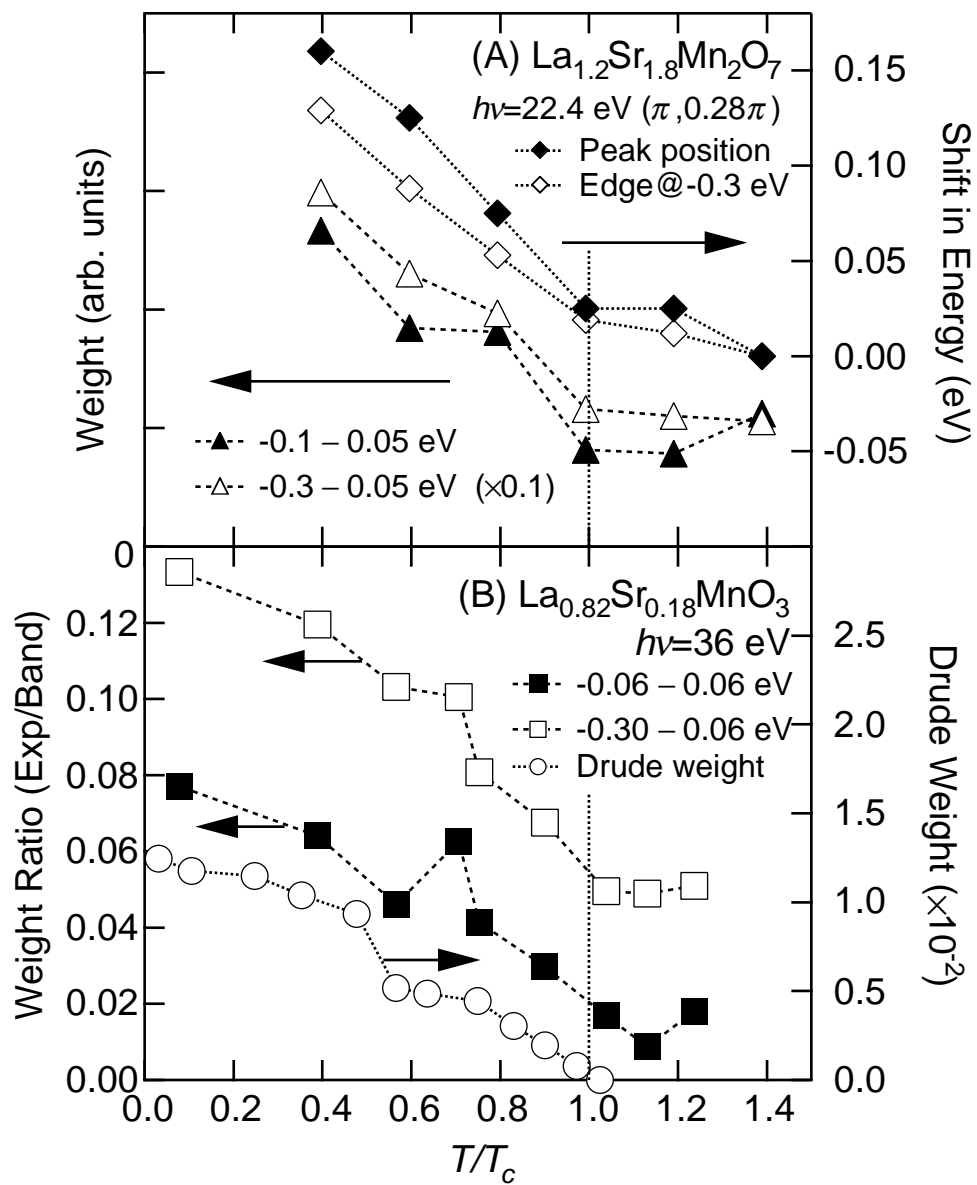 (A) La1.2Sr1.8Mn2O7
hν=22.4 eV (π,0.28π)
Peak position
Edge@-0.3 eV
-0.1 – 0.05 eV
-0.3 – 0.05 eV (×0.1)
Weight (arb. units)
0
0.15
0.10
0.05
0.00
-0.05
Shift in Energy (eV)
(B) La0.82Sr0.18MnO3
hν=36 eV
-0.06 – 0.06 eV
-0.30 – 0.06 eV
Drude weight
Weight Ratio (Exp/Band)
0.12
0.10
0.08
0.06
0.04
0.02
0.00
2.5
2.0
1.5
1.0
0.5
0.0
Drude Weight (×10-2)
0.0 0.2 0.4 0.6 0.8 1.0 1.2 1.4
T/Tc